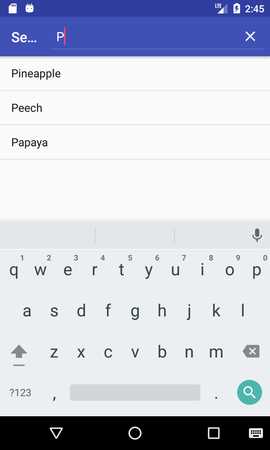 LTE 2:45
Se... P
Pineapple
Peech
Papaya
1 2 3 4 5 6 7 8 9 0
q w e r t y u i o p
a s d f g h j k l
z x c v b n m
?123 , .